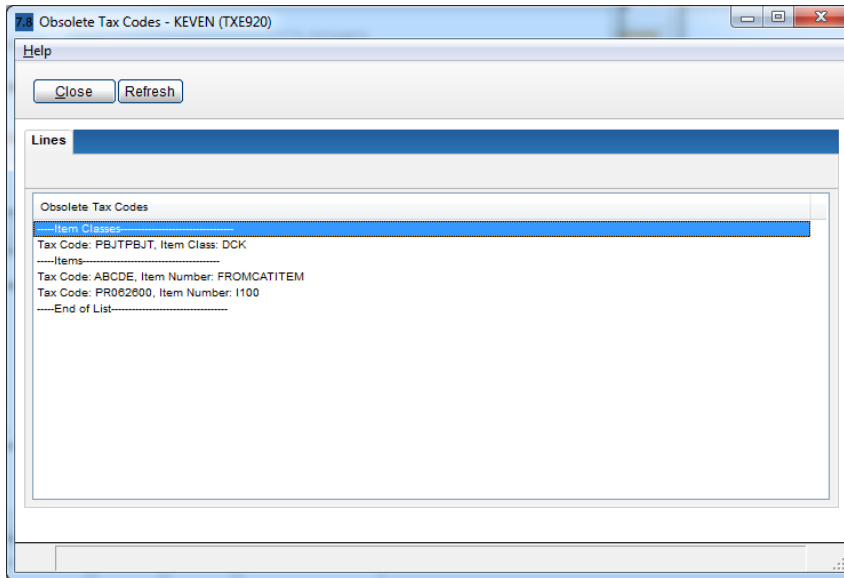 7.8 Obsolete Tax Codes - KEVEN (TXE920)
Help
Close Refresh
Lines
Obsolete Tax Codes
-----Item Classes---------------------------------
Tax Code: PBJTPBJT, Item Class: DCK
-----Items----------------------------------------
Tax Code: ABCDE, Item Number: FROMCATITEM
Tax Code: PR062600, Item Number: I100
-----End of List----------------------------------